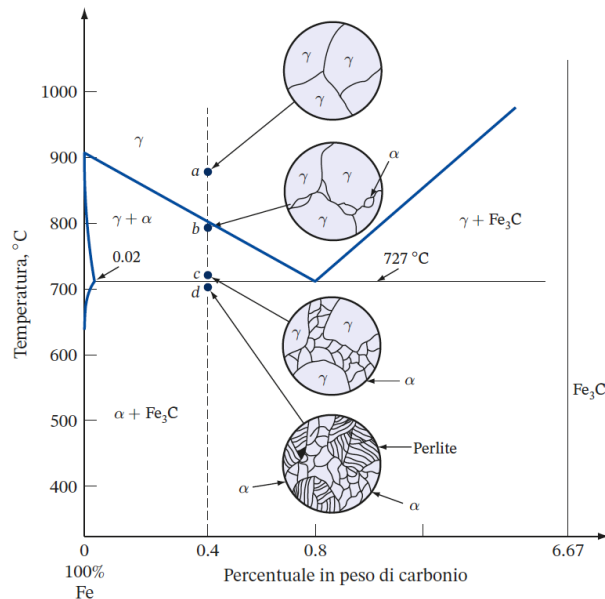 Temperatura, °C
1000
900
800
700
600
500
400
γ
γ + α
0.02
α + Fe₃C
a
b
c
d
γ
γ
γ
α
γ
γ
γ
γ + Fe₃C
727 °C
γ
γ
γ
α
Fe₃C
Perlite
α
α
0
0.4
0.8
6.67
100%
Fe
Percentuale in peso di carbonio